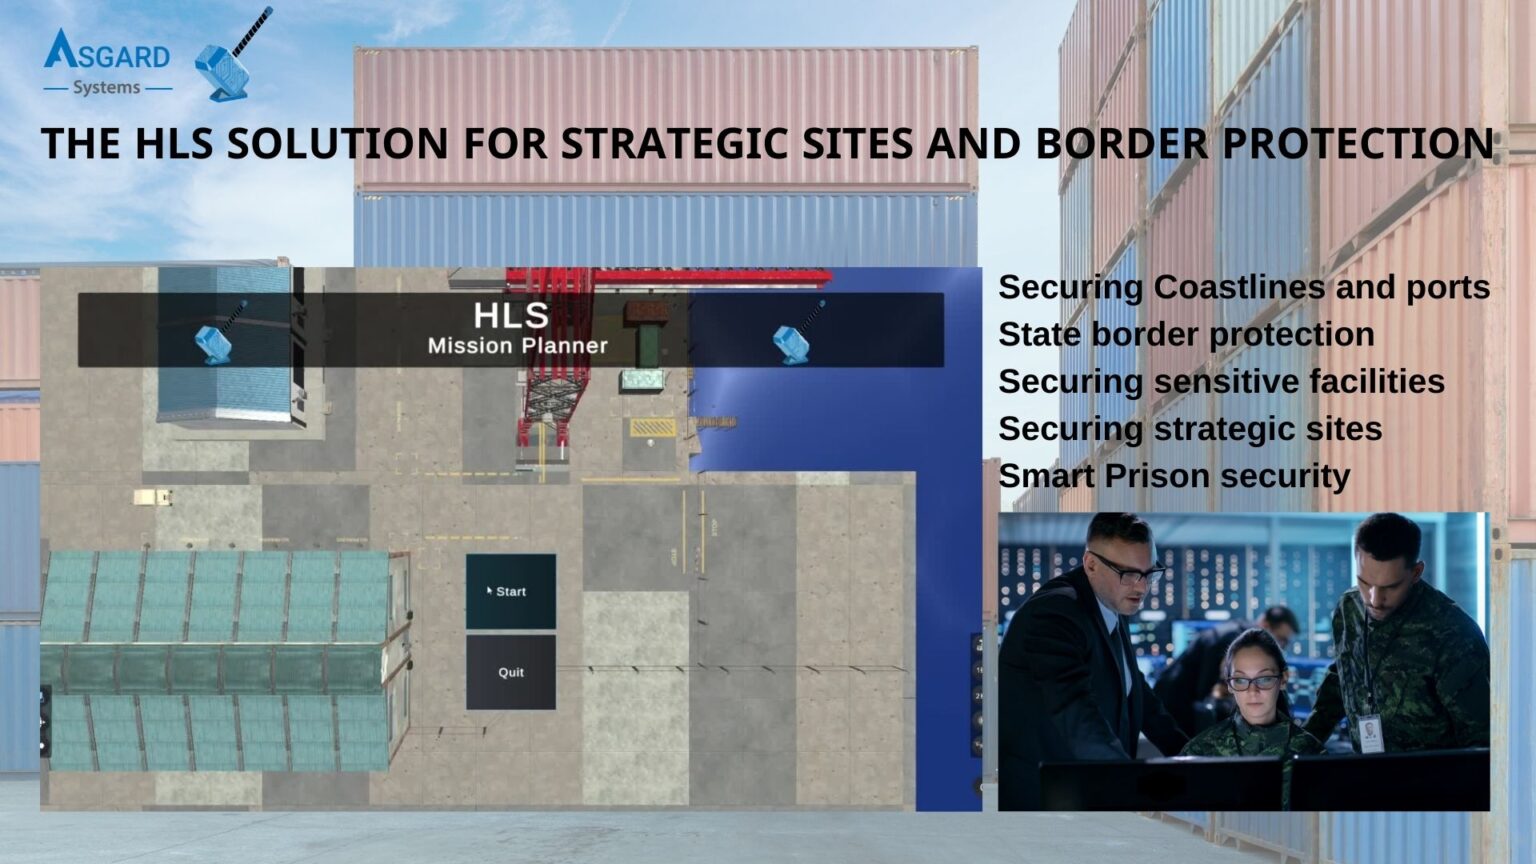 ASGARD
Systems
THE HLS SOLUTION FOR STRATEGIC SITES AND BORDER PROTECTION
HLS
Mission Planner
Start
Quit
Securing Coastlines and ports
State border protection
Securing sensitive facilities
Securing strategic sites
Smart Prison security